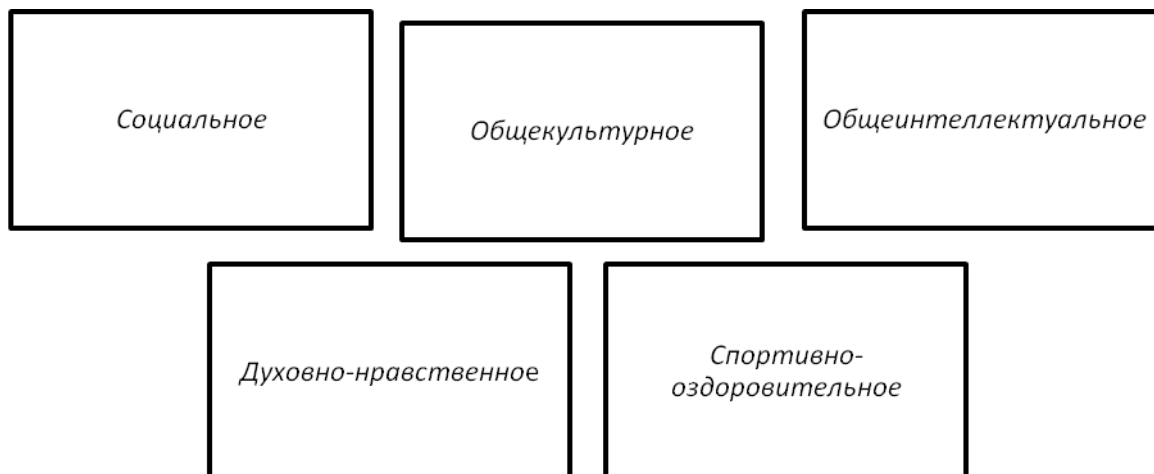 Социальное
Общекультурное
Общеинтеллектуальное
Духовно-нравственное
Спортивно-
оздоровительное